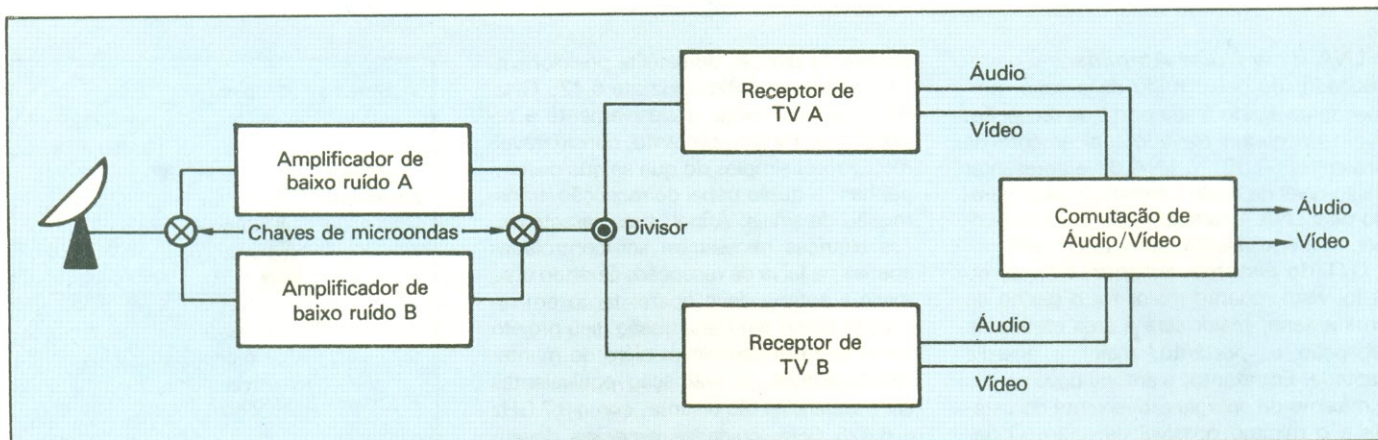 Amplificador de
baixo ruído A
Chaves de microondas
Amplificador de
baixo ruído B
Divisor
Receptor de
TV A
Áudio
Vídeo
Receptor de
TV B
Áudio
Vídeo
Comutação de
Áudio/Vídeo
Áudio
Vídeo